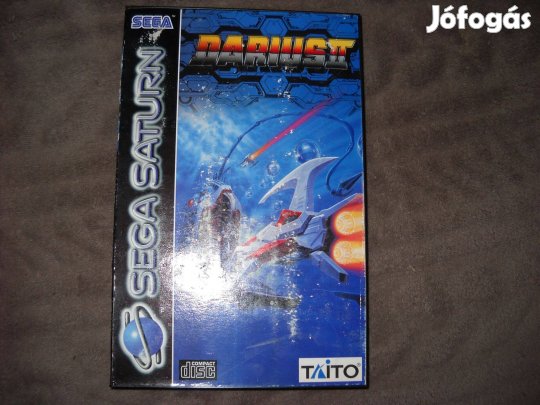 Jófogás
SEGA
DARIUS II
SEGA SATURN
COMPACT
disc
TAITO